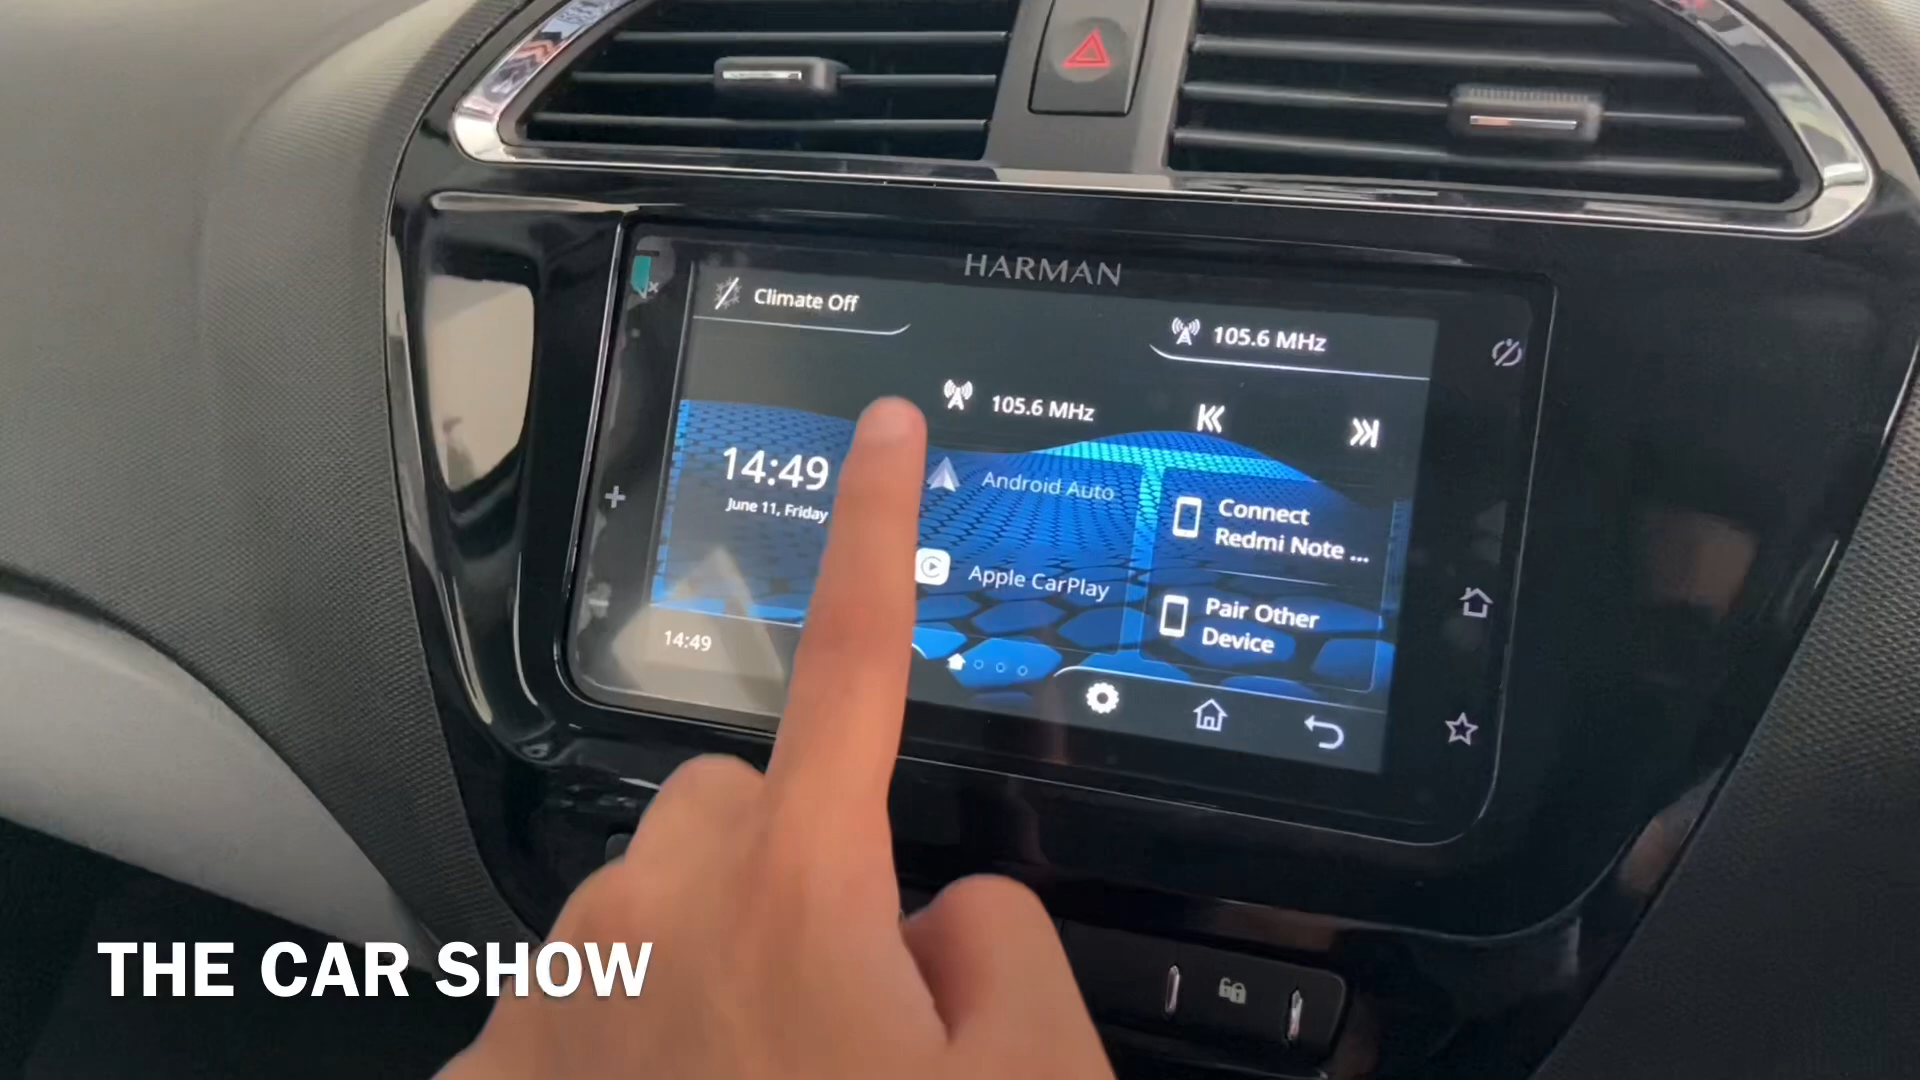 HARMAN
Climate Off
105.6 MHz
105.6 MHz
14:49
June 11, Friday
Android Auto
Connect
Redmi Note ...
Apple CarPlay
Pair Other
Device
14:49
THE CAR SHOW